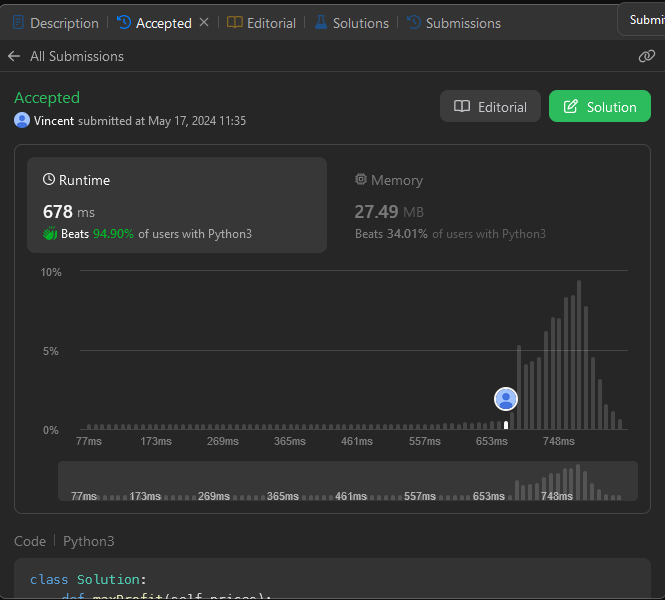 Description Accepted Editorial Solutions Submissions Submit
All Submissions
Accepted
Vincent submitted at May 17, 2024 11:35
Editorial Solution
Runtime
678 ms
Beats 94.90% of users with Python3
Memory
27.49 MB
Beats 34.01% of users with Python3
10%
5%
0%
77ms 173ms 269ms 365ms 461ms 557ms 653ms 748ms
77ms 173ms 269ms 365ms 461ms 557ms 653ms 748ms
Code Python3
class Solution:
def maxProfit(self, prices):